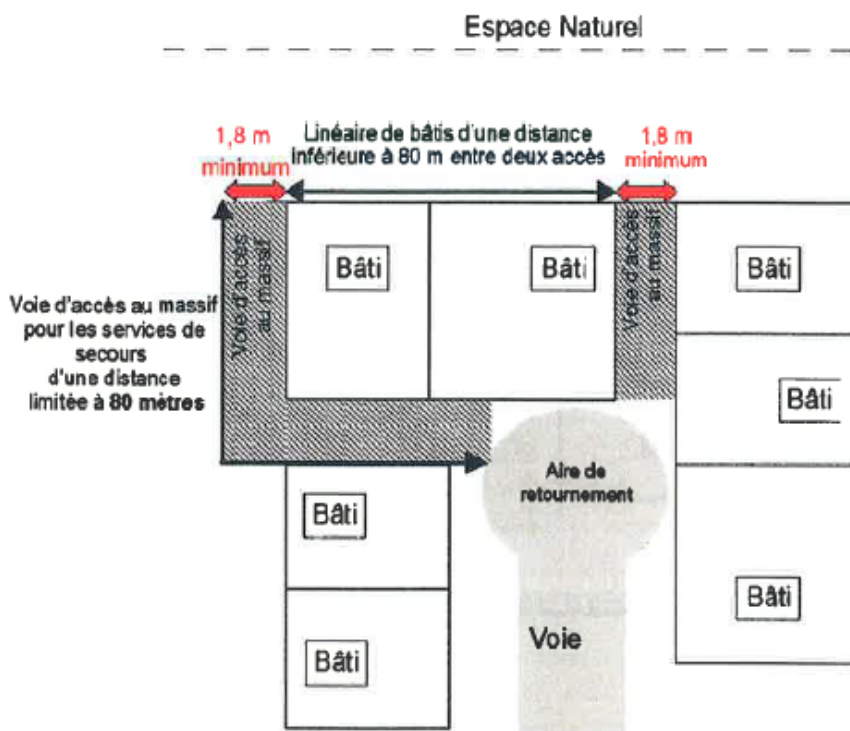 Espace Naturel
1,8 m
minimum
Linéaire de bâtis d'une distance
inférieure à 80 m entre deux accès
1,8 m
minimum
Voie d'accès
au massif
Voie d'accès
au massif
Bâti
Bâti
Bâti
Voie d'accès au massif
pour les services de
secours
d'une distance
limitée à 80 mètres
Bâti
Aire de
retournement
Bâti
Bâti
Voie
Bâti